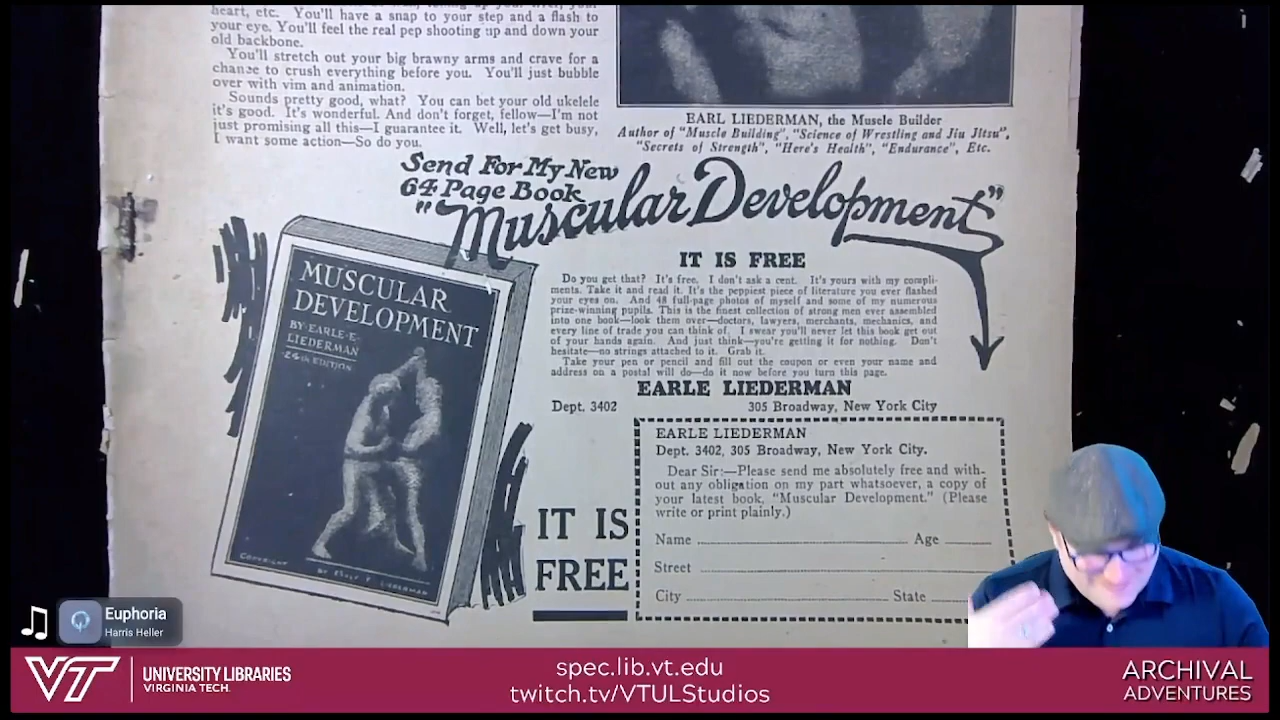 heart, etc. You'll have a snap to your step and a flash to
your eye. You'll feel the real pep shooting up and down your
old backbone.
You'll stretch out your big brawny arms and crave for a
chance to crush everything before you. You'll just bubble
over with vim and animation.
Sounds pretty good, what? You can bet your old ukelele
it's good. It's wonderful. And don't forget, fellow—I'm not
just promising all this—I guarantee it. Well, let's get busy,
I want some action—So do you.
EARL LIEDERMAN, the Muscle Builder
Author of "Muscle Building", "Science of Wrestling and Jiu Jitsu",
"Secrets of Strength", "Here's Health", "Endurance", Etc.
Send For My New
64 Page Book
"Muscular Development"
IT IS FREE
Do you get that? It's free. I don't ask a cent. It's yours with my compli-
ments. Take it and read it. It's the peppiest piece of literature you ever flashed
your eyes on. And 48 full-page photos of myself and some of my numerous
prize-winning pupils. This is the finest collection of strong men ever assembled
into one book—look them over—doctors, lawyers, merchants, mechanics, and
every line of trade you can think of. I swear you'll never let this book get out
of your hands again. And just think—you're getting it for nothing. Don't
hesitate—no strings attached to it. Grab it.
Take your pen or pencil and fill out the coupon or even your name and
address on a postal will do—do it now before you turn this page.
EARLE LIEDERMAN
Dept. 3402 305 Broadway, New York City
MUSCULAR
DEVELOPMENT
BY·EARLE·E·
LIEDERMAN
·24th EDITION·
COPYRIGHT BY EARLE E. LIEDERMAN
IT IS
FREE
EARLE LIEDERMAN
Dept. 3402, 305 Broadway, New York City.
Dear Sir:—Please send me absolutely free and with-
out any obligation on my part whatsoever, a copy of
your latest book, "Muscular Development." (Please
write or print plainly.)
Name Age
Street
City State
Euphoria
Harris Heller
VT UNIVERSITY LIBRARIES
VIRGINIA TECH.
spec.lib.vt.edu
twitch.tv/VTULStudios
ARCHIVAL
ADVENTURES